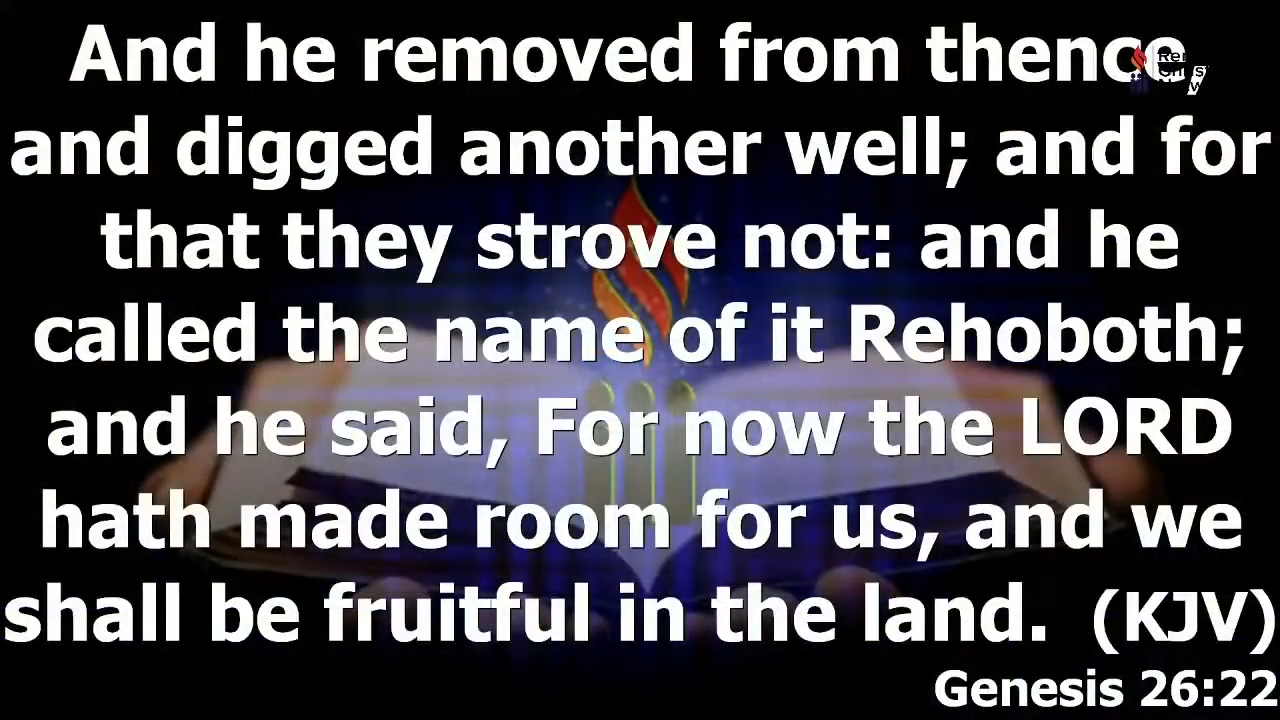 And he removed from thence,
and digged another well; and for
that they strove not: and he
called the name of it Rehoboth;
and he said, For now the LORD
hath made room for us, and we
shall be fruitful in the land. (KJV)
Genesis 26:22